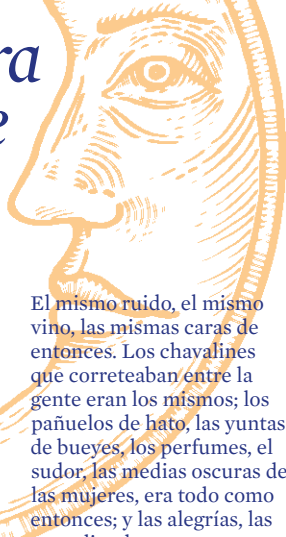 ra
e
El mismo ruido, el mismo
vino, las mismas caras de
entonces. Los chavalines
que correteaban entre la
gente eran los mismos; los
pañuelos de hato, las yuntas
de bueyes, los perfumes, el
sudor, las medias oscuras de
las mujeres, era todo como
entonces; y las alegrías, las